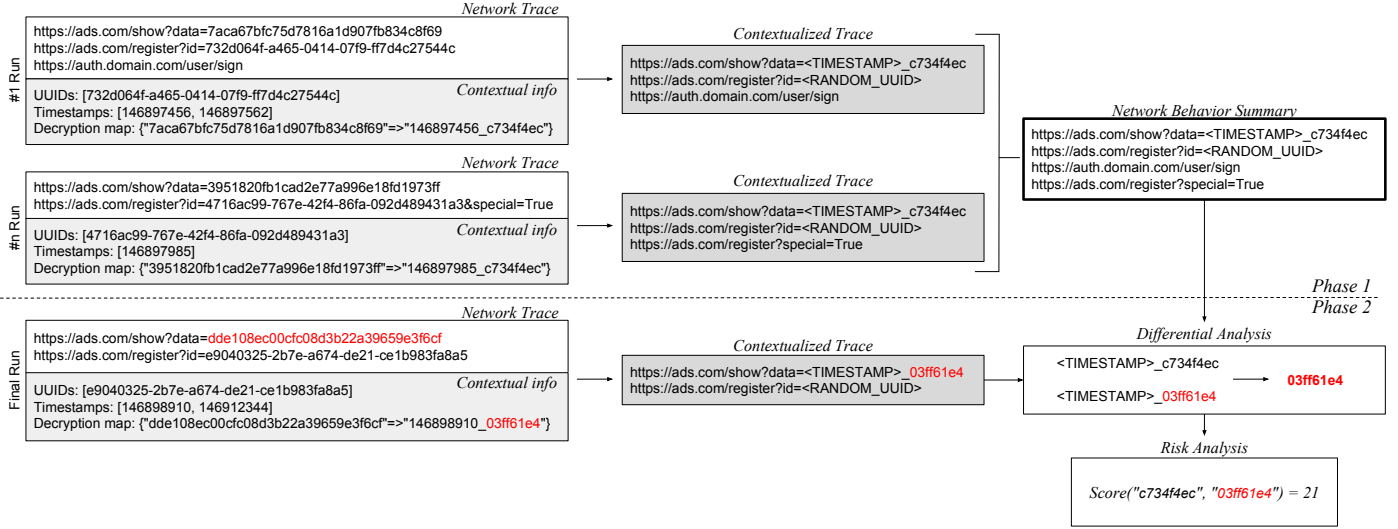 Network Trace
#1 Run
https://ads.com/show?data=7aca67bfc75d7816a1d907fb834c8f69
https://ads.com/register?id=732d064f-a465-0414-07f9-ff7d4c27544c
https://auth.domain.com/user/sign
Contextual info
UUIDs: [732d064f-a465-0414-07f9-ff7d4c27544c]
Timestamps: [146897456, 146897562]
Decryption map: {"7aca67bfc75d7816a1d907fb834c8f69"=>"146897456_c734f4ec"}
Contextualized Trace
https://ads.com/show?data=<TIMESTAMP>_c734f4ec
https://ads.com/register?id=<RANDOM_UUID>
https://auth.domain.com/user/sign
Network Trace
#n Run
https://ads.com/show?data=3951820fb1cad2e77a996e18fd1973ff
https://ads.com/register?id=4716ac99-767e-42f4-86fa-092d489431a3&special=True
Contextual info
UUIDs: [4716ac99-767e-42f4-86fa-092d489431a3]
Timestamps: [146897985]
Decryption map: {"3951820fb1cad2e77a996e18fd1973ff"=>"146897985_c734f4ec"}
Contextualized Trace
https://ads.com/show?data=<TIMESTAMP>_c734f4ec
https://ads.com/register?id=<RANDOM_UUID>
https://ads.com/register?special=True
Network Behavior Summary
https://ads.com/show?data=<TIMESTAMP>_c734f4ec
https://ads.com/register?id=<RANDOM_UUID>
https://auth.domain.com/user/sign
https://ads.com/register?special=True
Phase 1
Phase 2
Network Trace
Final Run
https://ads.com/show?data=dde108ec00cfc08d3b22a39659e3f6cf
https://ads.com/register?id=e9040325-2b7e-a674-de21-ce1b983fa8a5
Contextual info
UUIDs: [e9040325-2b7e-a674-de21-ce1b983fa8a5]
Timestamps: [146898910, 146912344]
Decryption map: {"dde108ec00cfc08d3b22a39659e3f6cf"=>"146898910_03ff61e4"}
Contextualized Trace
https://ads.com/show?data=<TIMESTAMP>_03ff61e4
https://ads.com/register?id=<RANDOM_UUID>
Differential Analysis
<TIMESTAMP>_c734f4ec
03ff61e4
<TIMESTAMP>_03ff61e4
Risk Analysis
Score("c734f4ec", "03ff61e4") = 21